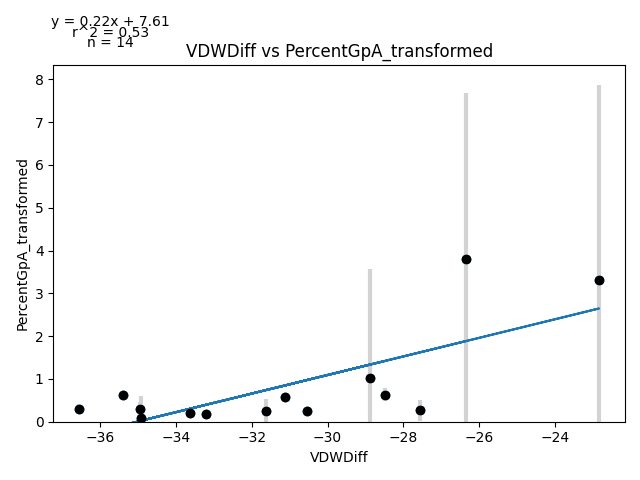 y = 0.22x + 7.61
r^2 = 0.53
n = 14
VDWDiff vs PercentGpA_transformed
PercentGpA_transformed
8
7
6
5
4
3
2
1
0
−36
−34
−32
−30
−28
−26
−24
VDWDiff